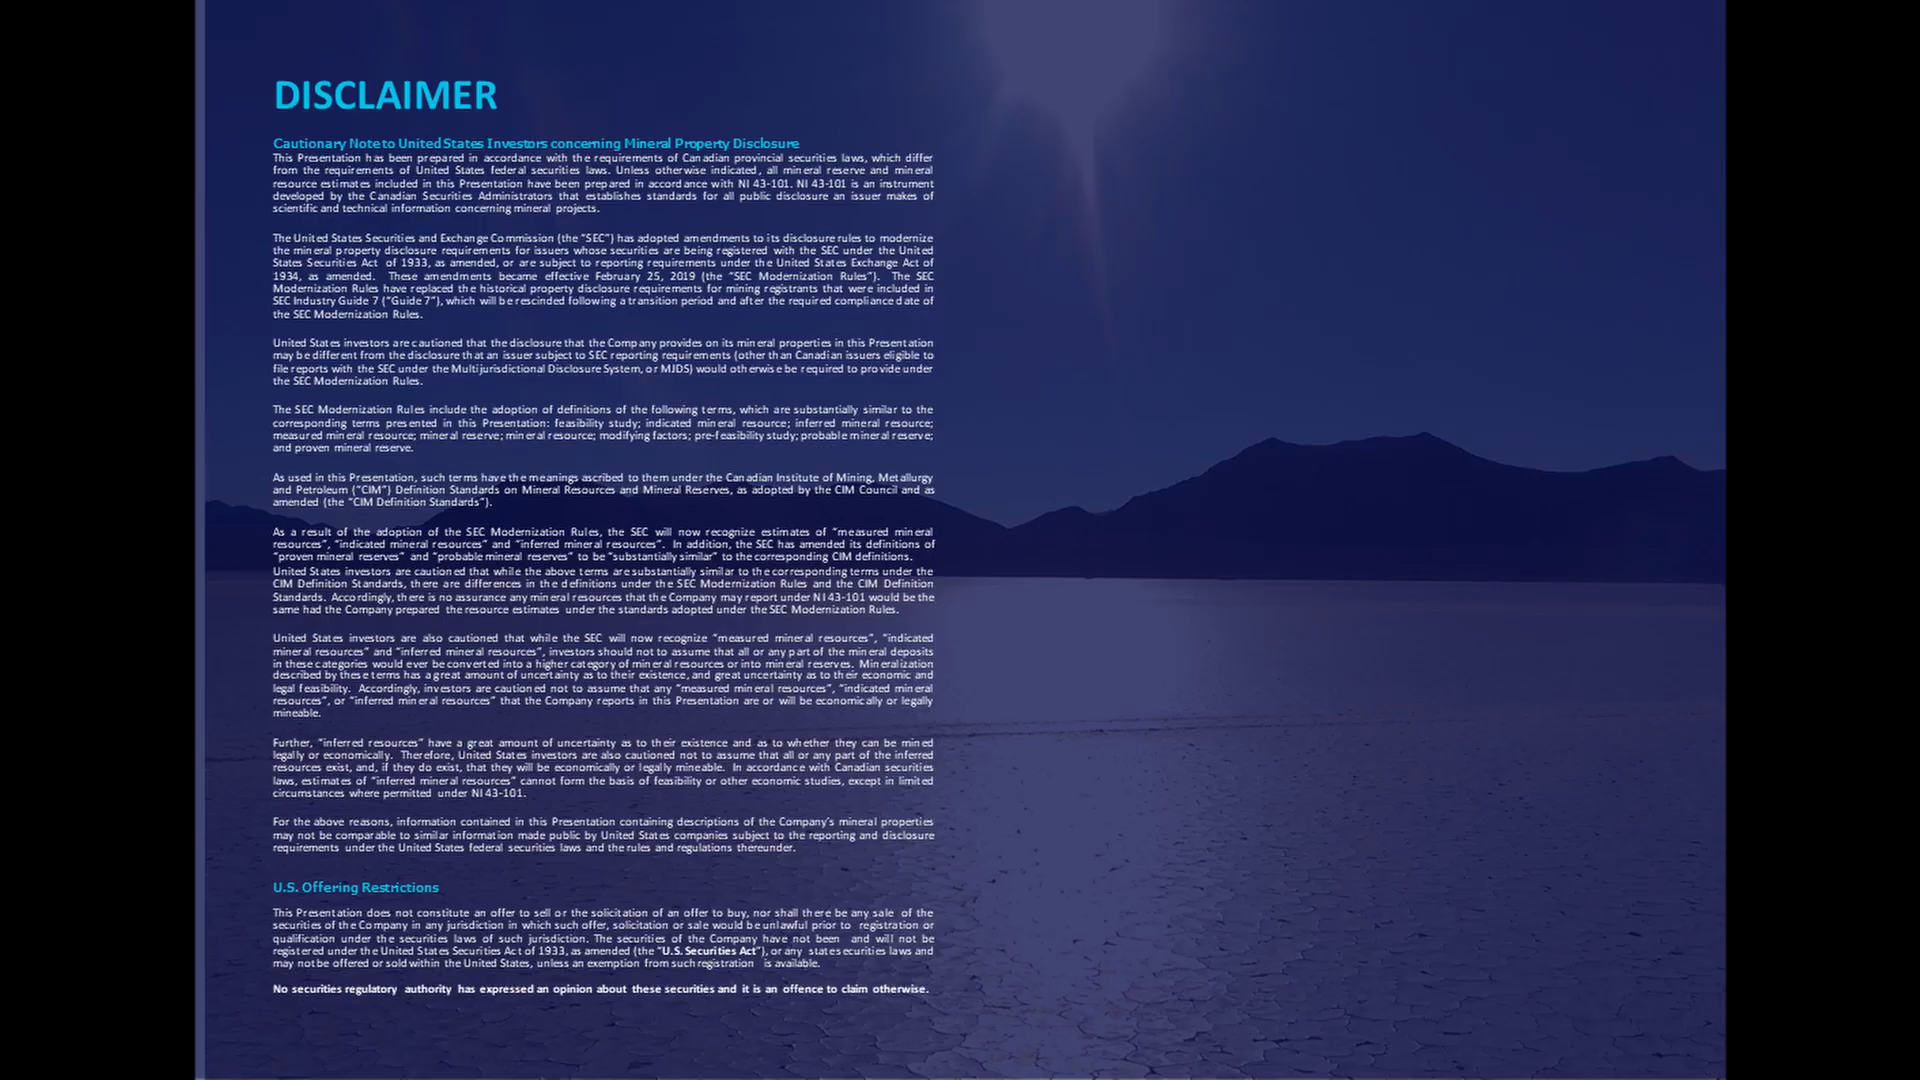 DISCLAIMER
Cautionary Note to United States Investors concerning Mineral Property Disclosure
This Presentation has been prepared in accordance with the requirements of Canadian provincial securities laws, which differ
from the requirements of United States federal securities laws. Unless otherwise indicated, all mineral reserve and mineral
resource estimates included in this Presentation have been prepared in accordance with NI 43-101. NI 43-101 is an instrument
developed by the Canadian Securities Administrators that establishes standards for all public disclosure an issuer makes of
scientific and technical information concerning mineral projects.
The United States Securities and Exchange Commission (the “SEC”) has adopted amendments to its disclosure rules to modernize
the mineral property disclosure requirements for issuers whose securities are being registered with the SEC under the United
States Securities Act of 1933, as amended, or are subject to reporting requirements under the United States Exchange Act of
1934, as amended. These amendments became effective February 25, 2019 (the “SEC Modernization Rules”). The SEC
Modernization Rules have replaced the historical property disclosure requirements for mining registrants that were included in
SEC Industry Guide 7 (“Guide 7”), which will be rescinded following a transition period and after the required compliance date of
the SEC Modernization Rules.
United States investors are cautioned that the disclosure that the Company provides on its mineral properties in this Presentation
may be different from the disclosure that an issuer subject to SEC reporting requirements (other than Canadian issuers eligible to
file reports with the SEC under the Multijurisdictional Disclosure System, or MJDS) would otherwise be required to provide under
the SEC Modernization Rules.
The SEC Modernization Rules include the adoption of definitions of the following terms, which are substantially similar to the
corresponding terms presented in this Presentation: feasibility study; indicated mineral resource; inferred mineral resource;
measured mineral resource; mineral reserve; mineral resource; modifying factors; pre-feasibility study; probable mineral reserve;
and proven mineral reserve.
As used in this Presentation, such terms have the meanings ascribed to them under the Canadian Institute of Mining, Metallurgy
and Petroleum (“CIM”) Definition Standards on Mineral Resources and Mineral Reserves, as adopted by the CIM Council and as
amended (the “CIM Definition Standards”).
As a result of the adoption of the SEC Modernization Rules, the SEC will now recognize estimates of “measured mineral
resources”, “indicated mineral resources” and “inferred mineral resources”. In addition, the SEC has amended its definitions of
“proven mineral reserves” and “probable mineral reserves” to be “substantially similar” to the corresponding CIM definitions.
United States investors are cautioned that while the above terms are substantially similar to the corresponding terms under the
CIM Definition Standards, there are differences in the definitions under the SEC Modernization Rules and the CIM Definition
Standards. Accordingly, there is no assurance any mineral resources that the Company may report under NI 43-101 would be the
same had the Company prepared the resource estimates under the standards adopted under the SEC Modernization Rules.
United States investors are also cautioned that while the SEC will now recognize “measured mineral resources”, “indicated
mineral resources” and “inferred mineral resources”, investors should not to assume that all or any part of the mineral deposits
in these categories would ever be converted into a higher category of mineral resources or into mineral reserves. Mineralization
described by these terms has a great amount of uncertainty as to their existence, and great uncertainty as to their economic and
legal feasibility. Accordingly, investors are cautioned not to assume that any “measured mineral resources”, “indicated mineral
resources”, or “inferred mineral resources” that the Company reports in this Presentation are or will be economically or legally
mineable.
Further, “inferred resources” have a great amount of uncertainty as to their existence and as to whether they can be mined
legally or economically. Therefore, United States investors are also cautioned not to assume that all or any part of the inferred
resources exist, and, if they do exist, that they will be economically or legally mineable. In accordance with Canadian securities
laws, estimates of “inferred mineral resources” cannot form the basis of feasibility or other economic studies, except in limited
circumstances where permitted under NI 43-101.
For the above reasons, information contained in this Presentation containing descriptions of the Company’s mineral properties
may not be comparable to similar information made public by United States companies subject to the reporting and disclosure
requirements under the United States federal securities laws and the rules and regulations thereunder.
U.S. Offering Restrictions
This Presentation does not constitute an offer to sell or the solicitation of an offer to buy, nor shall there be any sale of the
securities of the Company in any jurisdiction in which such offer, solicitation or sale would be unlawful prior to registration or
qualification under the securities laws of such jurisdiction. The securities of the Company have not been and will not be
registered under the United States Securities Act of 1933, as amended (the “U.S. Securities Act”), or any state securities laws and
may not be offered or sold within the United States, unless an exemption from such registration is available.
No securities regulatory authority has expressed an opinion about these securities and it is an offence to claim otherwise.